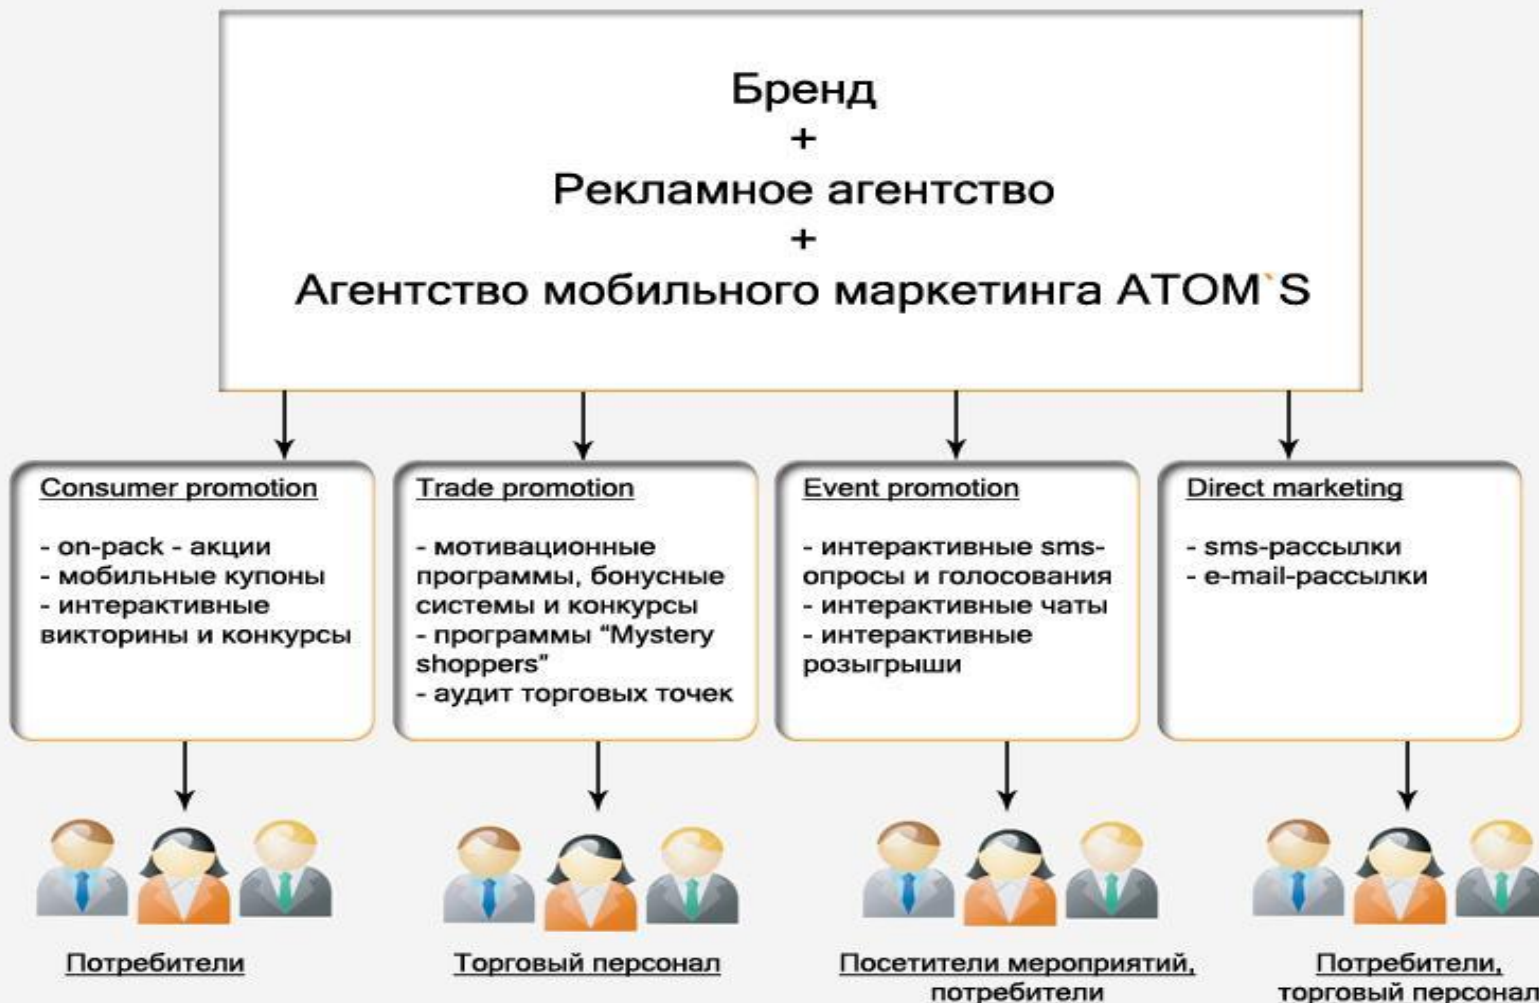 Бренд
+
Рекламное агентство
+
Агентство мобильного маркетинга ATOM`S
Consumer promotion
- on-pack - акции
- мобильные купоны
- интерактивные
викторины и конкурсы
Trade promotion
- мотивационные
программы, бонусные
системы и конкурсы
- программы “Mystery
shoppers”
- аудит торговых точек
Event promotion
- интерактивные sms-
опросы и голосования
- интерактивные чаты
- интерактивные
розыгрыши
Direct marketing
- sms-рассылки
- e-mail-рассылки
Потребители
Торговый персонал
Посетители мероприятий,
потребители
Потребители,
торговый персонал